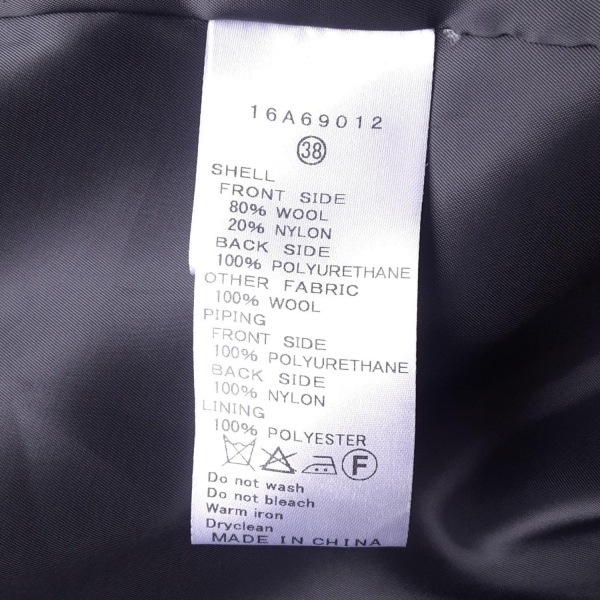 16A69012
38
SHELL
FRONT SIDE
80% WOOL
20% NYLON
BACK SIDE
100% POLYURETHANE
OTHER FABRIC
100% WOOL
PIPING
FRONT SIDE
100% POLYURETHANE
BACK SIDE
100% NYLON
LINING
100% POLYESTER
F
Do not wash
Do not bleach
Warm iron
Dryclean
MADE IN CHINA